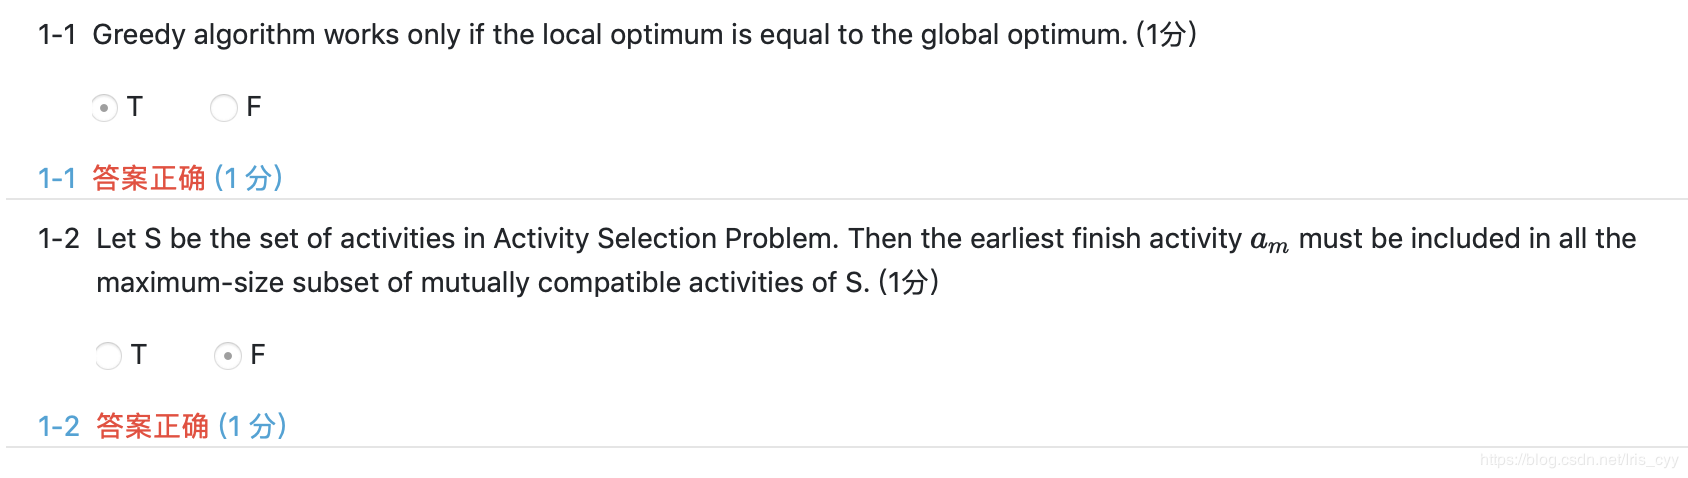 1-1 Greedy algorithm works only if the local optimum is equal to the global optimum. (1分)
T F
1-1 答案正确 (1 分)
1-2 Let S be the set of activities in Activity Selection Problem. Then the earliest finish activity aₘ must be included in all the
maximum-size subset of mutually compatible activities of S. (1分)
T F
1-2 答案正确 (1 分)
https://blog.csdn.net/Iris_cyy